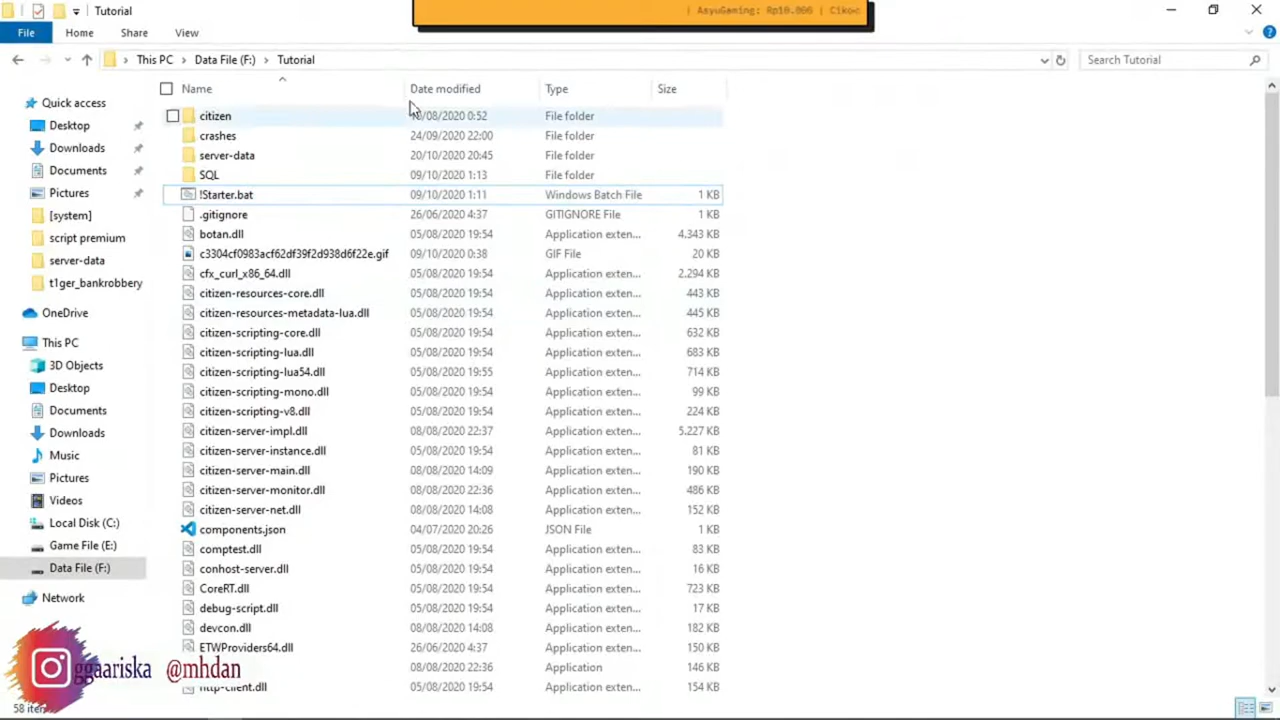 Tutorial
| AsyuGaming: Rp10.000 | Cikoc
File Home Share View
This PC > Data File (F:) > Tutorial
Search Tutorial
Name Date modified Type Size
Quick access
Desktop
Downloads
Documents
Pictures
[system]
script premium
server-data
t1ger_bankrobbery
OneDrive
This PC
3D Objects
Desktop
Documents
Downloads
Music
Pictures
Videos
Local Disk (C:)
Game File (E:)
Data File (F:)
Network
citizen /08/2020 0:52 File folder
crashes 24/09/2020 22:00 File folder
server-data 20/10/2020 20:45 File folder
SQL 09/10/2020 1:13 File folder
!Starter.bat 09/10/2020 1:11 Windows Batch File 1 KB
.gitignore 26/06/2020 4:37 GITIGNORE File 1 KB
botan.dll 05/08/2020 19:54 Application exten... 4.343 KB
c3304cf0983acf62df39f2d938d6f22e.gif 09/10/2020 0:38 GIF File 20 KB
cfx_curl_x86_64.dll 05/08/2020 19:54 Application exten... 2.294 KB
citizen-resources-core.dll 05/08/2020 19:54 Application exten... 443 KB
citizen-resources-metadata-lua.dll 05/08/2020 19:54 Application exten... 445 KB
citizen-scripting-core.dll 05/08/2020 19:54 Application exten... 632 KB
citizen-scripting-lua.dll 05/08/2020 19:54 Application exten... 683 KB
citizen-scripting-lua54.dll 05/08/2020 19:55 Application exten... 714 KB
citizen-scripting-mono.dll 05/08/2020 19:54 Application exten... 99 KB
citizen-scripting-v8.dll 05/08/2020 19:54 Application exten... 224 KB
citizen-server-impl.dll 08/08/2020 22:37 Application exten... 5.227 KB
citizen-server-instance.dll 05/08/2020 19:54 Application exten... 81 KB
citizen-server-main.dll 08/08/2020 14:09 Application exten... 190 KB
citizen-server-monitor.dll 08/08/2020 22:36 Application exten... 486 KB
citizen-server-net.dll 08/08/2020 14:08 Application exten... 152 KB
components.json 04/07/2020 20:26 JSON File 1 KB
comptest.dll 05/08/2020 19:54 Application exten... 83 KB
conhost-server.dll 05/08/2020 19:54 Application exten... 16 KB
CoreRT.dll 05/08/2020 19:54 Application exten... 723 KB
debug-script.dll 05/08/2020 19:54 Application exten... 17 KB
devcon.dll 08/08/2020 14:08 Application exten... 182 KB
ETWProviders64.dll 26/06/2020 4:37 Application exten... 150 KB
08/08/2020 22:36 Application 146 KB
http-client.dll 05/08/2020 19:54 Application exten... 154 KB
ggaariska @mhdan
58 iter